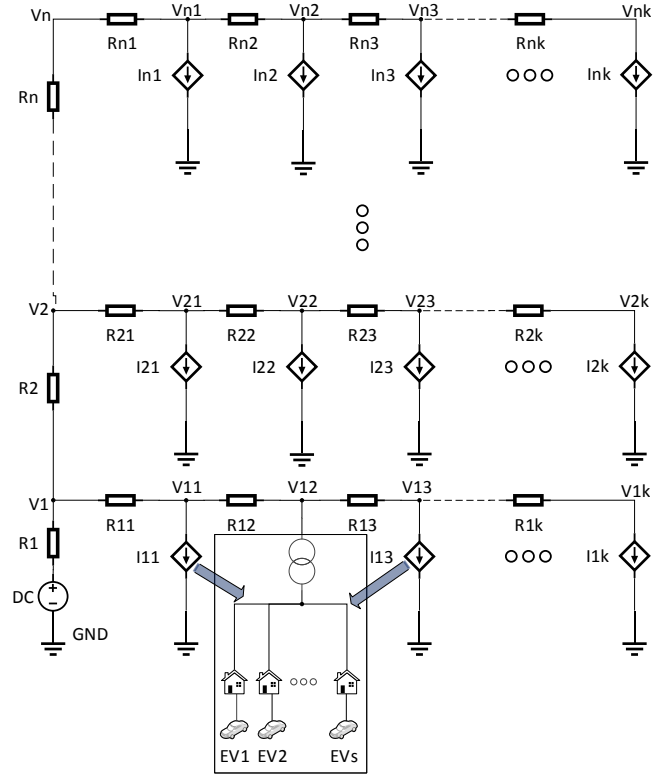 Vn Vn1 Vn2 Vn3 Vnk
Rn1 Rn2 Rn3 Rnk
Rn In1 In2 In3 Ink
V2 V21 V22 V23 V2k
R21 R22 R23 R2k
R2 I21 I22 I23 I2k
V1 V11 V12 V13 V1k
R11 R12 R13 R1k
R1 I11 I13 I1k
DC
GND
EV1 EV2 EVs